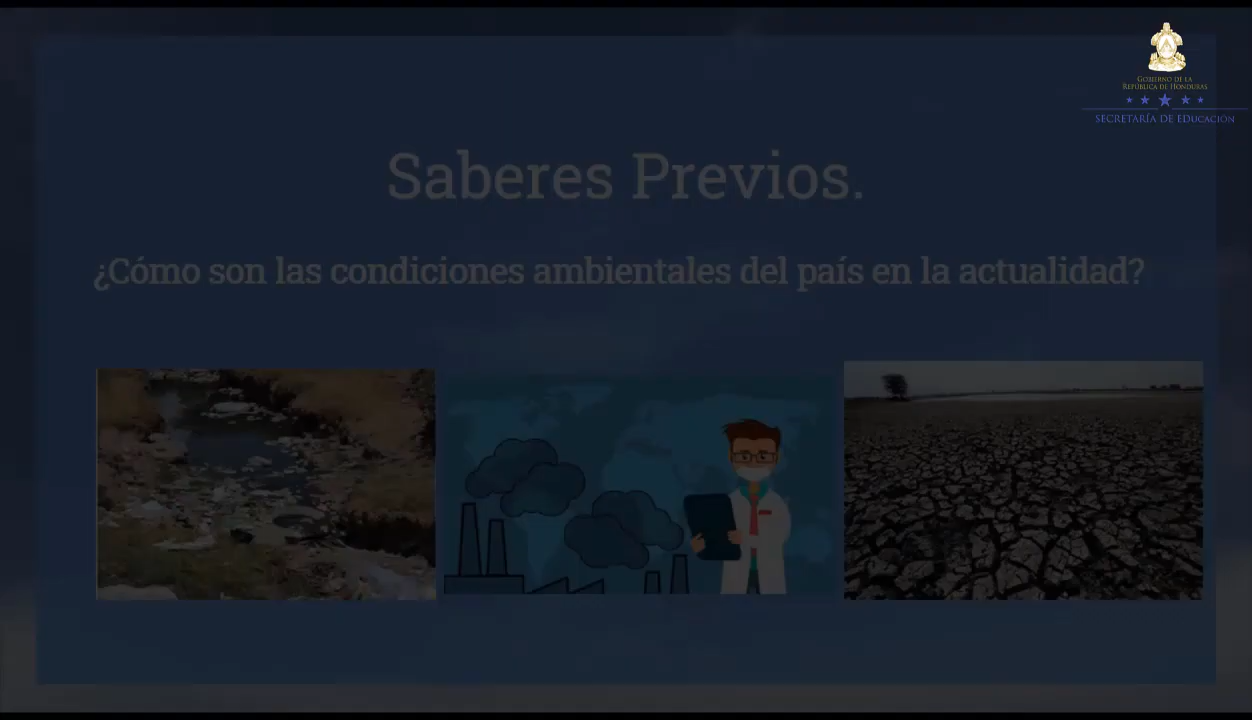 GOBIERNO DE LA
REPÚBLICA DE HONDURAS
SECRETARÍA DE EDUCACIÓN
Saberes Previos.
¿Cómo son las condiciones ambientales del país en la actualidad?